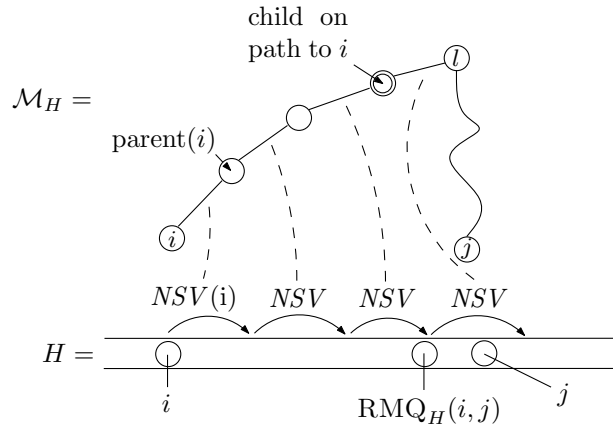 child on
path to i
l
M_H =
parent(i)
i
j
NSV(i) NSV NSV NSV
H =
i
RMQ_H(i, j)
j